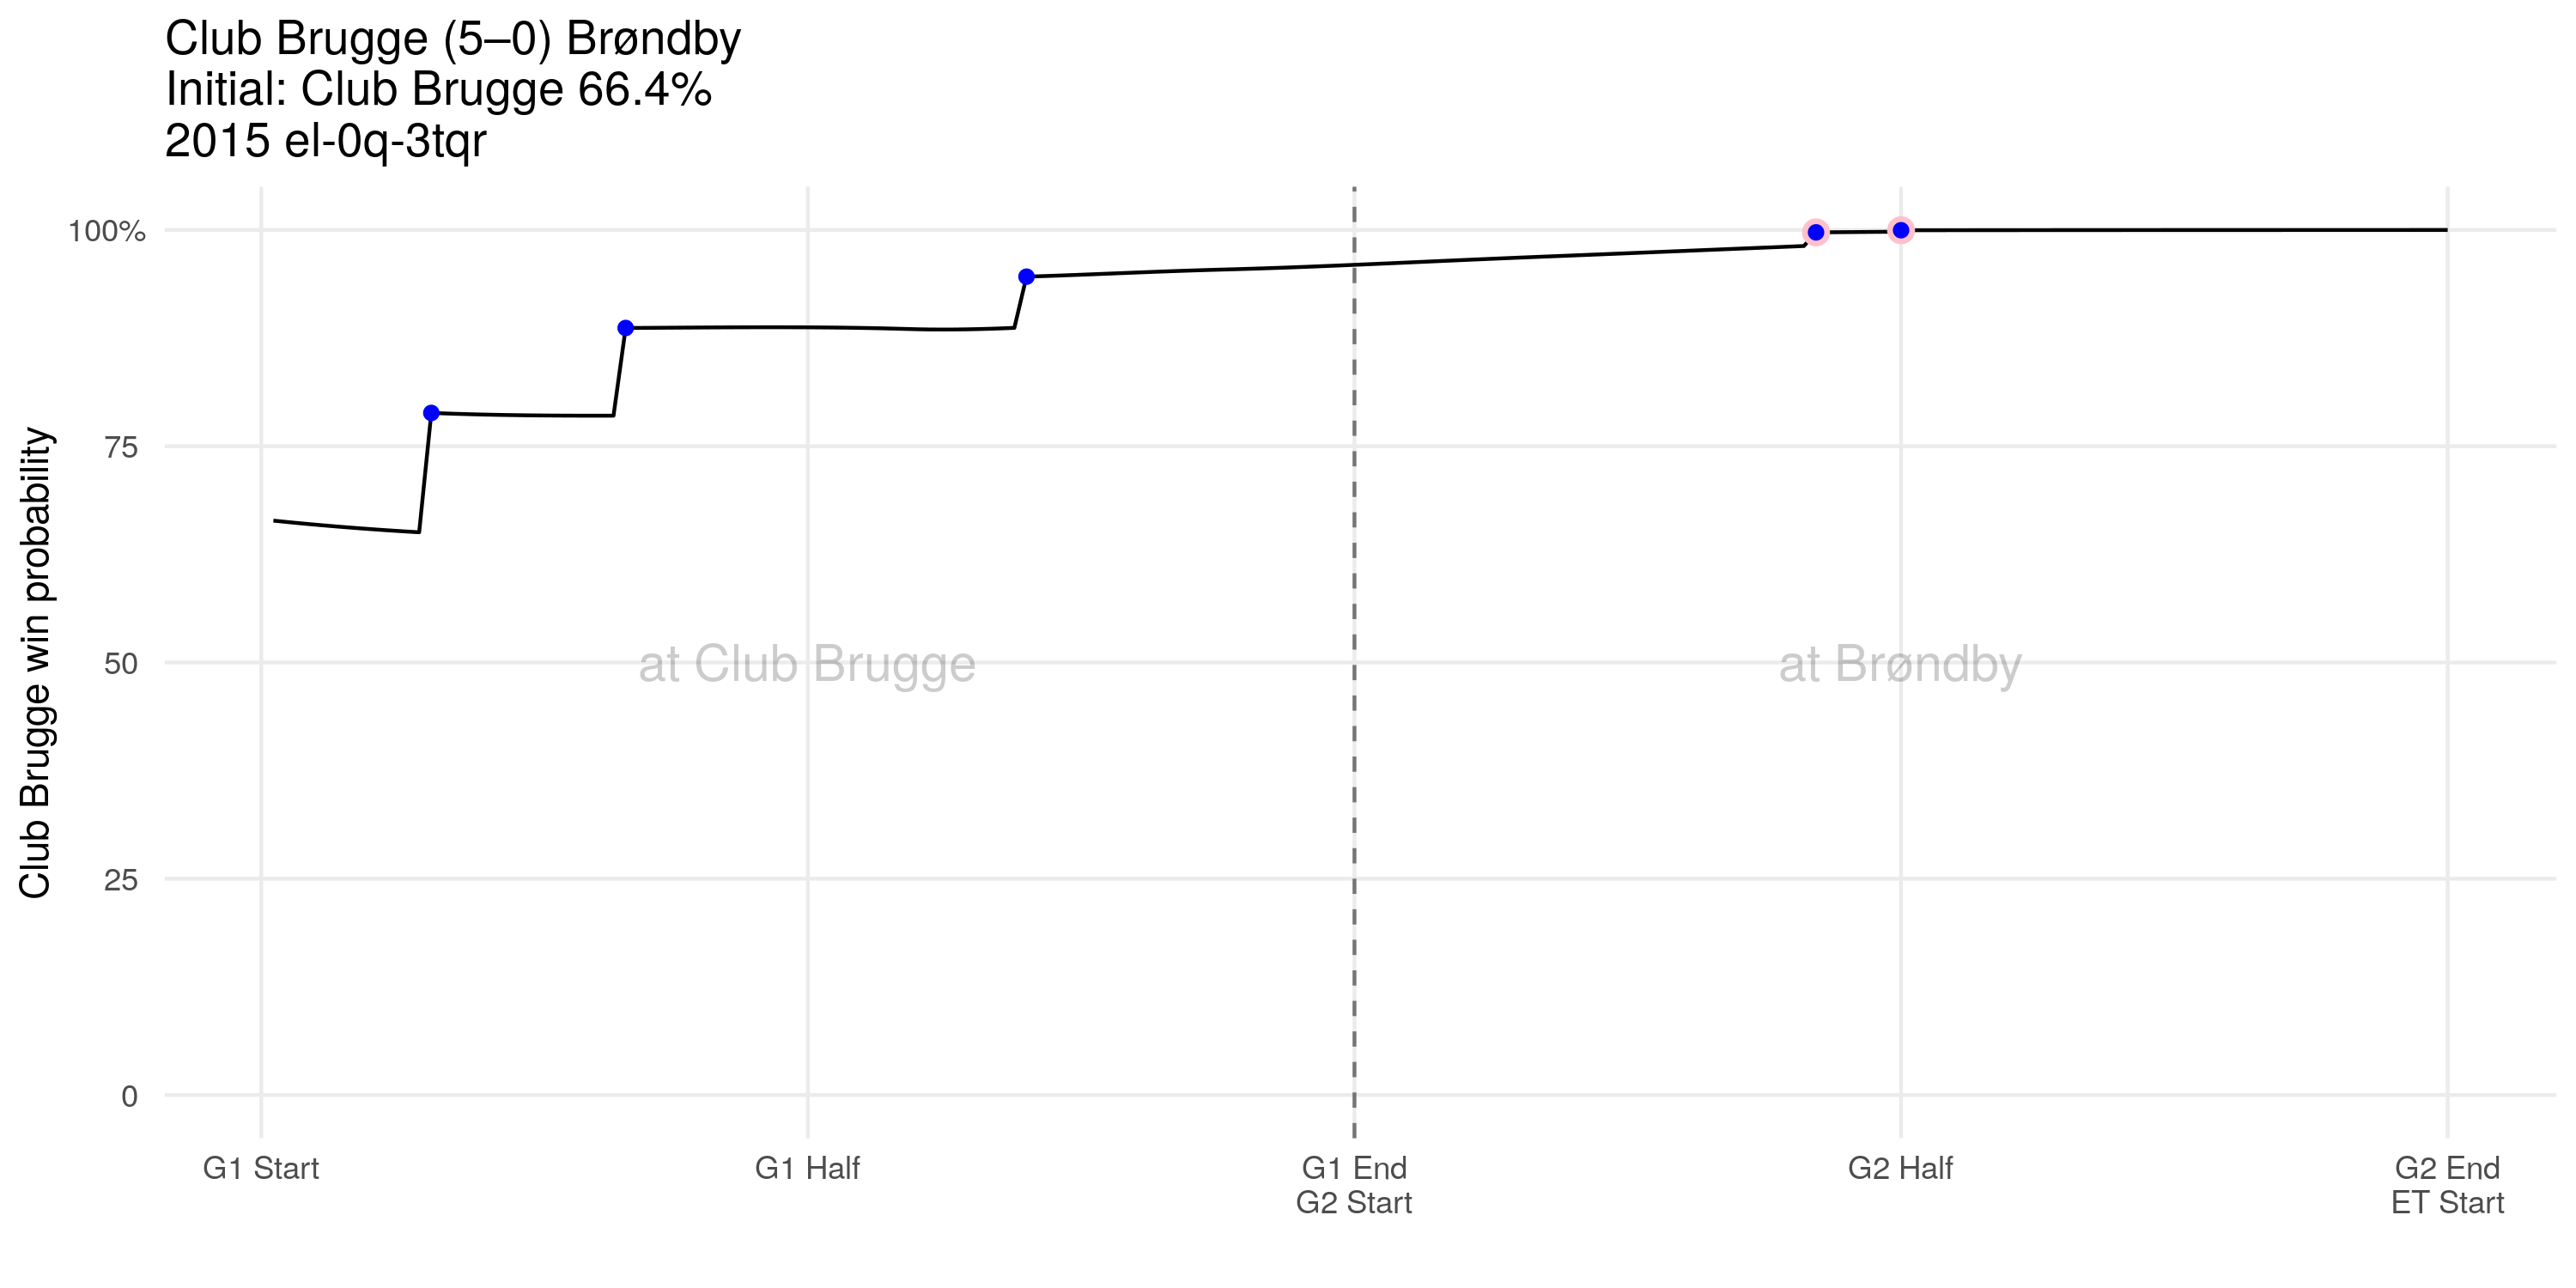 Club Brugge (5–0) Brøndby
Initial: Club Brugge 66.4%
2015 el-0q-3tqr
Club Brugge win probability
100%
75
50
25
0
at Club Brugge
at Brøndby
G1 Start
G1 Half
G1 End
G2 Start
G2 Half
G2 End
ET Start